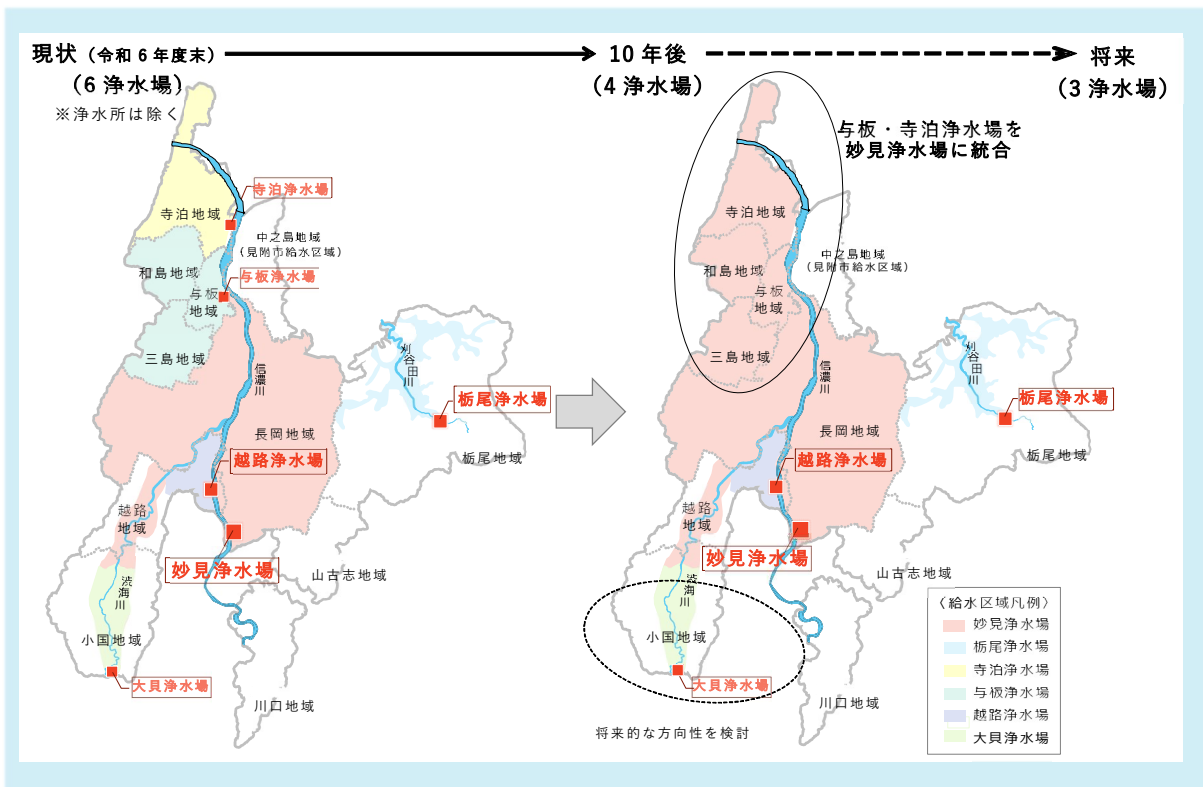 現状（令和6年度末）
（6浄水場）
※浄水所は除く
10年後
（4浄水場）
将来
（3浄水場）
寺泊浄水場
寺泊地域
中之島地域
（見附市給水区域）
和島地域
与板浄水場
与板
地域
三島地域
信濃川
刈谷田川
栃尾浄水場
長岡地域
栃尾地域
越路浄水場
越路
地域
妙見浄水場
渋海川
山古志地域
小国地域
大貝浄水場
川口地域
与板・寺泊浄水場を
妙見浄水場に統合
寺泊地域
中之島地域
（見附市給水区域）
和島地域
与板
地域
三島地域
信濃川
刈谷田川
栃尾浄水場
長岡地域
栃尾地域
越路浄水場
越路
地域
妙見浄水場
渋海川
山古志地域
小国地域
大貝浄水場
川口地域
将来的な方向性を検討
〈給水区域凡例〉
妙見浄水場
栃尾浄水場
寺泊浄水場
与板浄水場
越路浄水場
大貝浄水場